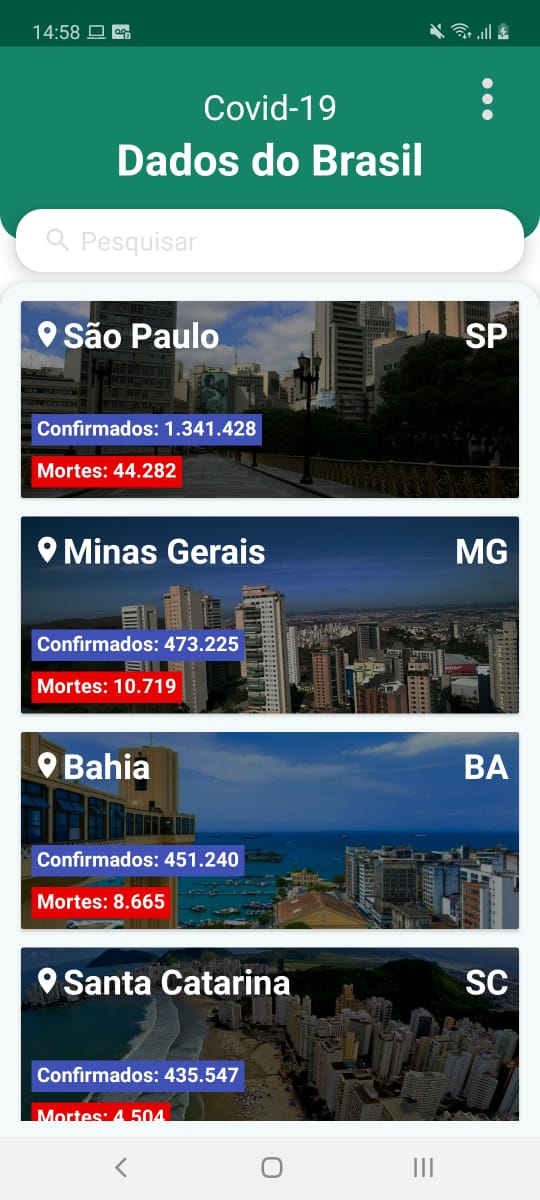 14:58
Covid-19
Dados do Brasil
Pesquisar
São Paulo SP
Confirmados: 1.341.428
Mortes: 44.282
Minas Gerais MG
Confirmados: 473.225
Mortes: 10.719
Bahia BA
Confirmados: 451.240
Mortes: 8.665
Santa Catarina SC
Confirmados: 435.547
Mortes: 4.504